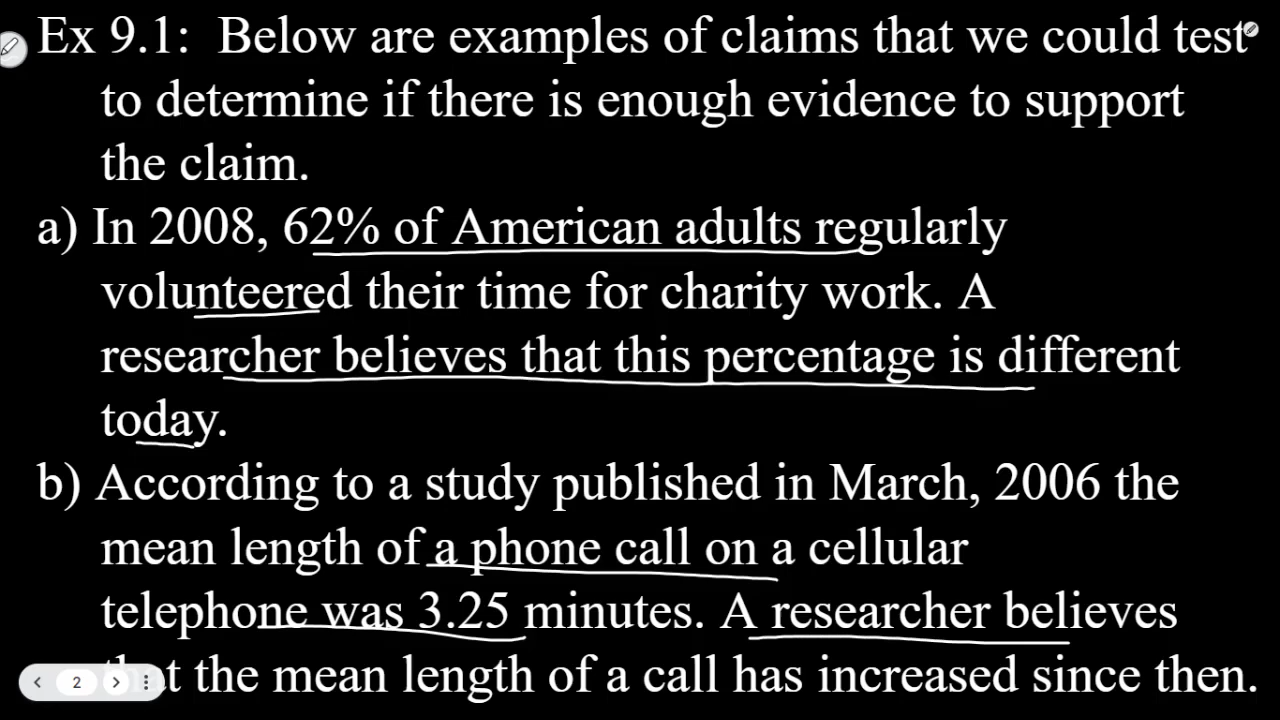 Ex 9.1: Below are examples of claims that we could test
to determine if there is enough evidence to support
the claim.
a) In 2008, 62% of American adults regularly
volunteered their time for charity work. A
researcher believes that this percentage is different
today.
b) According to a study published in March, 2006 the
mean length of a phone call on a cellular
telephone was 3.25 minutes. A researcher believes
that the mean length of a call has increased since then.
2